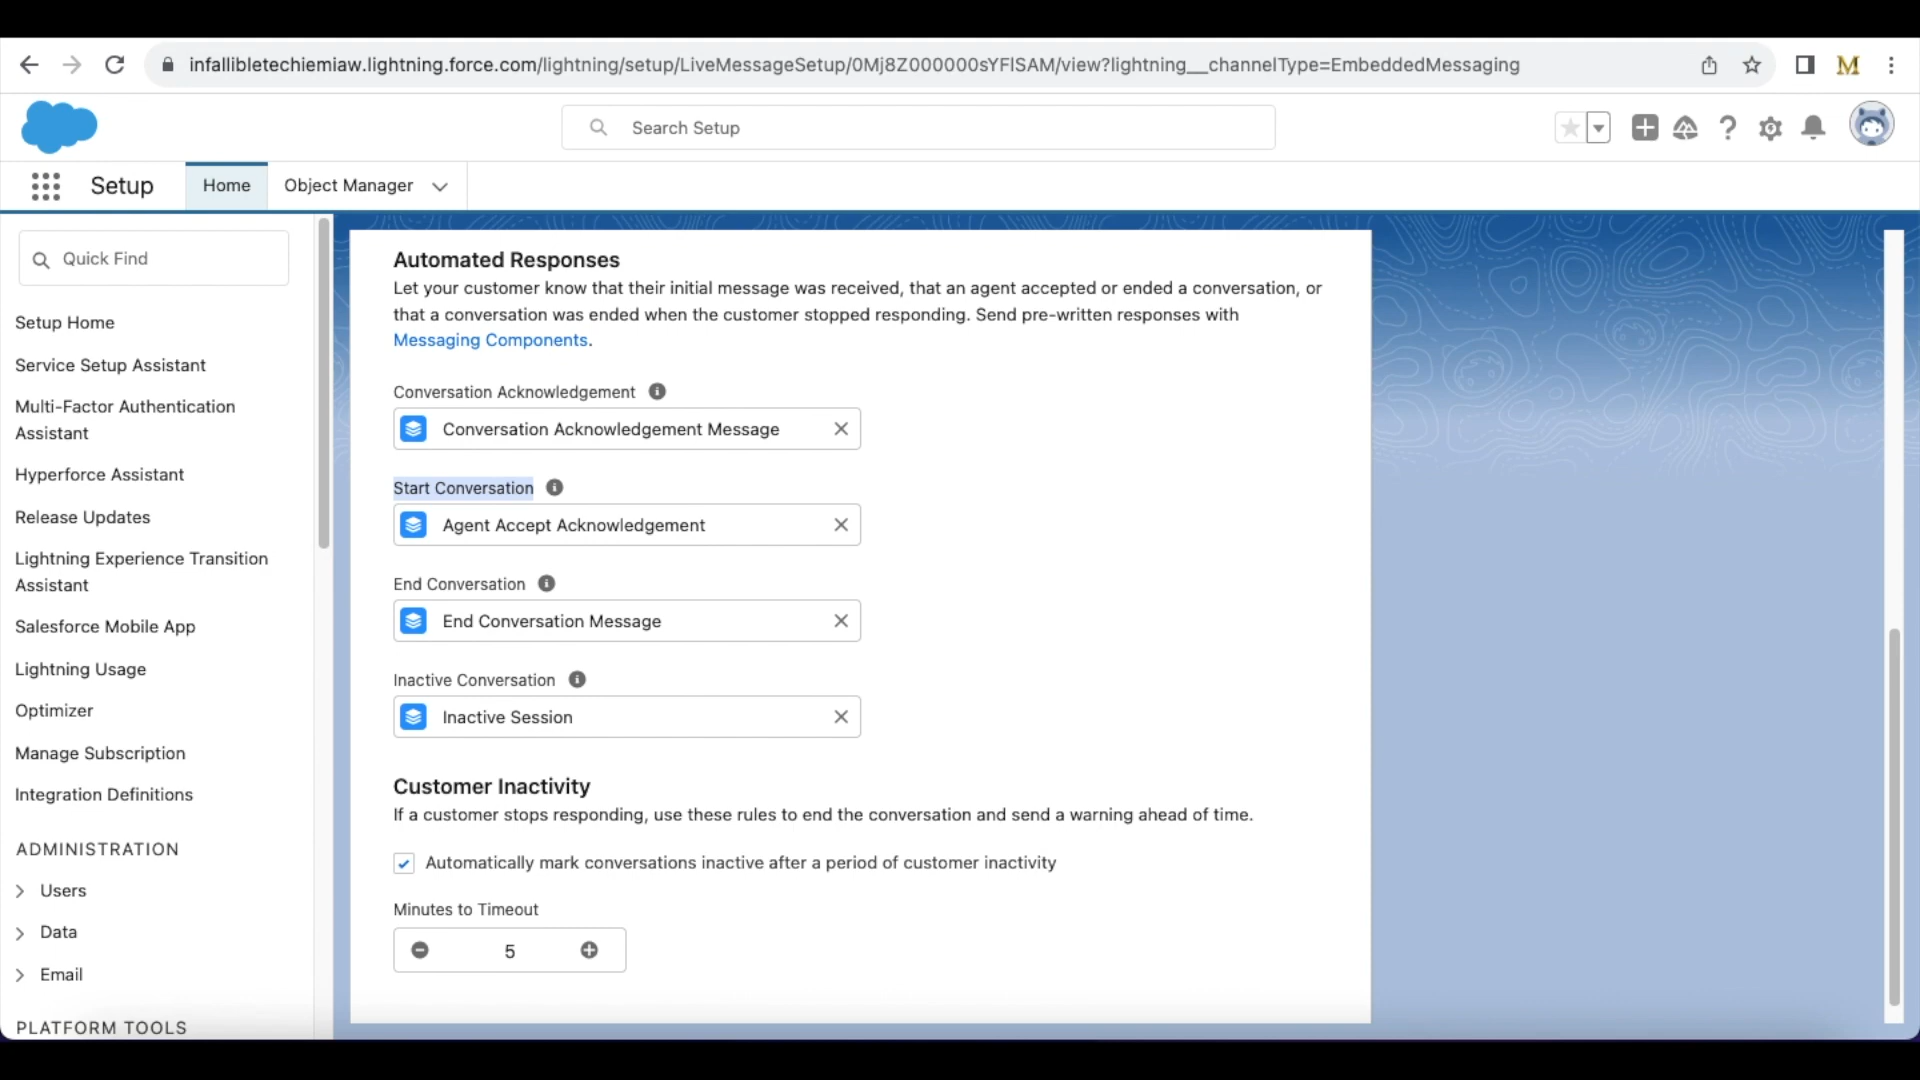 infallibletechiemiaw.lightning.force.com/lightning/setup/LiveMessageSetup/0Mj8Z000000sYFlSAM/view?lightning__channelType=EmbeddedMessaging
M
Search Setup
Setup
Home
Object Manager
Quick Find
Setup Home
Service Setup Assistant
Multi-Factor Authentication
Assistant
Hyperforce Assistant
Release Updates
Lightning Experience Transition
Assistant
Salesforce Mobile App
Lightning Usage
Optimizer
Manage Subscription
Integration Definitions
ADMINISTRATION
Users
Data
Email
PLATFORM TOOLS
Automated Responses
Let your customer know that their initial message was received, that an agent accepted or ended a conversation, or
that a conversation was ended when the customer stopped responding. Send pre-written responses with
Messaging Components.
Conversation Acknowledgement
Conversation Acknowledgement Message
Start Conversation
Agent Accept Acknowledgement
End Conversation
End Conversation Message
Inactive Conversation
Inactive Session
Customer Inactivity
If a customer stops responding, use these rules to end the conversation and send a warning ahead of time.
Automatically mark conversations inactive after a period of customer inactivity
Minutes to Timeout
5